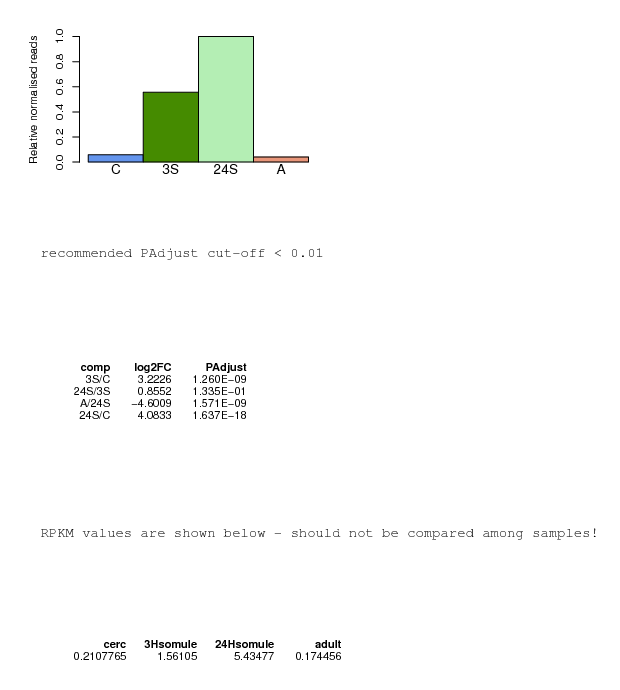 Relative normalised reads
1.0
0.8
0.6
0.4
0.2
0.0
C 3S 24S A
recommended PAdjust cut-off < 0.01
comp log2FC PAdjust
3S/C 3.2226 1.260E-09
24S/3S 0.8552 1.335E-01
A/24S -4.6009 1.571E-09
24S/C 4.0833 1.637E-18
RPKM values are shown below - should not be compared among samples!
cerc 3Hsomule 24Hsomule adult
0.2107765 1.56105 5.43477 0.174456